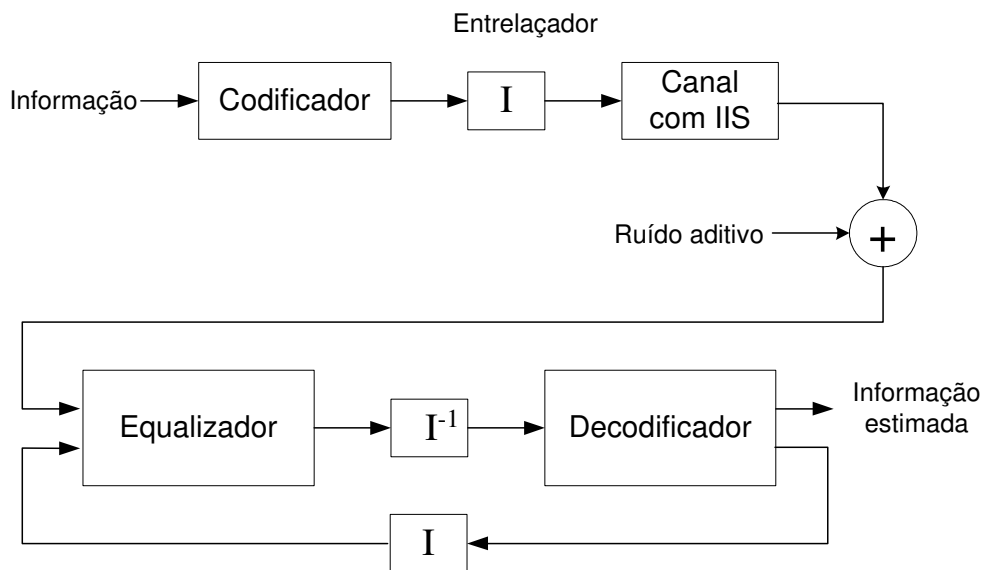 Entrelaçador
Informação
Codificador
I
Canal
com IIS
Ruído aditivo
+
Equalizador
I-1
Decodificador
Informação
estimada
I